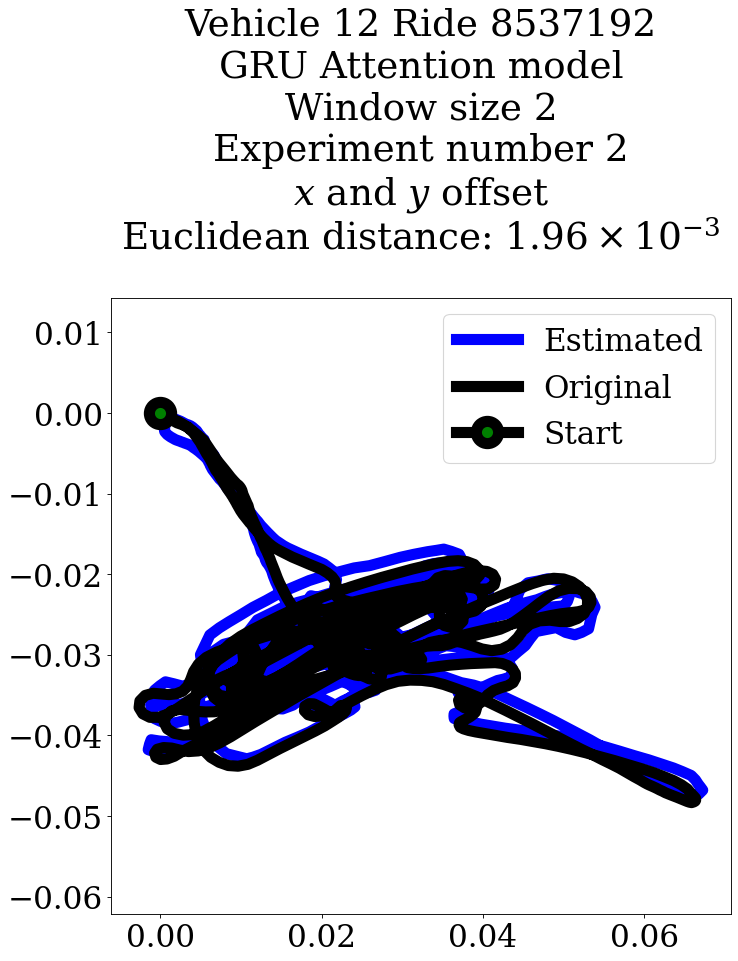 Vehicle 12 Ride 8537192
GRU Attention model
Window size 2
Experiment number 2
x and y offset
Euclidean distance: 1.96 × 10⁻³
Estimated
Original
Start
0.01
0.00
−0.01
−0.02
−0.03
−0.04
−0.05
−0.06
0.00 0.02 0.04 0.06